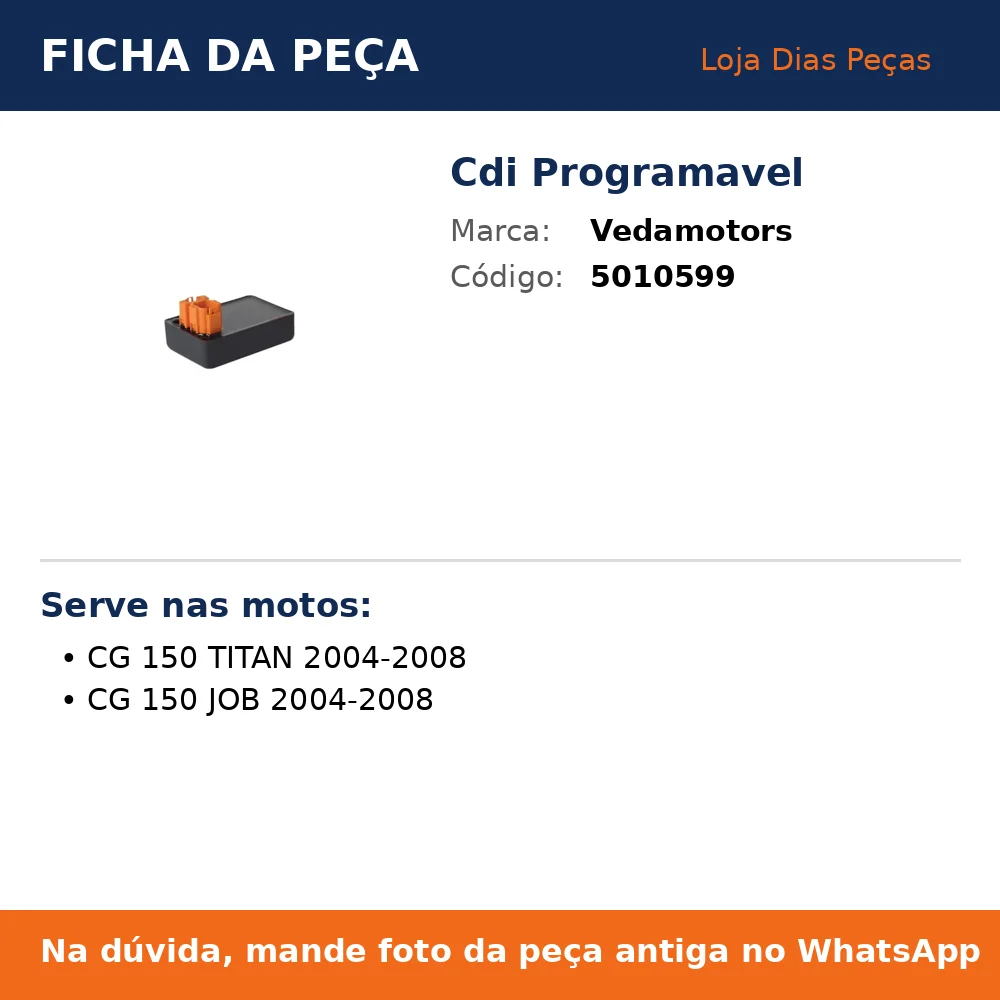 FICHA DA PEÇA
Loja Dias Peças
Cdi Programavel
Marca: Vedamotors
Código: 5010599
Serve nas motos:
• CG 150 TITAN 2004-2008
• CG 150 JOB 2004-2008
Na dúvida, mande foto da peça antiga no WhatsApp